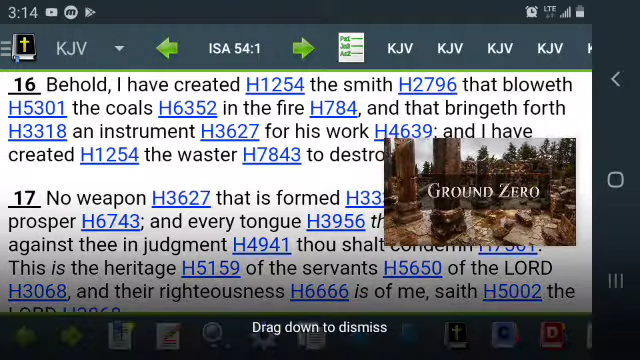 3:14 LTE
KJV ISA 54:1 KJV KJV KJV KJV
16 Behold, I have created H1254 the smith H2796 that bloweth
H5301 the coals H6352 in the fire H784, and that bringeth forth
H3318 an instrument H3627 for his work H4639; and I have
created H1254 the waster H7843 to destro
GROUND ZERO
17 No weapon H3627 that is formed H33
prosper H6743; and every tongue H3956 th
against thee in judgment H4941 thou shalt condemn
This is the heritage H5159 of the servants H5650 of the LORD
H3068, and their righteousness H6666 is of me, saith H5002 the
LORD H3068
Drag down to dismiss